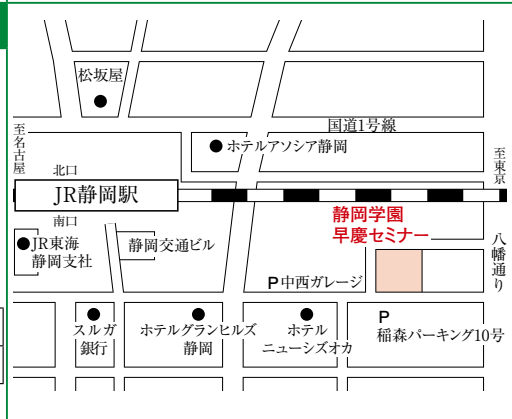 松坂屋
国道1号線
ホテルアソシア静岡
至名古屋
至東京
北口
JR静岡駅
南口
静岡学園
早慶セミナー
JR東海
静岡支社
静岡交通ビル
八幡通り
P中西ガレージ
スルガ
銀行
ホテルグランヒルズ
静岡
ホテル
ニューシズオカ
P
稲森パーキング10号